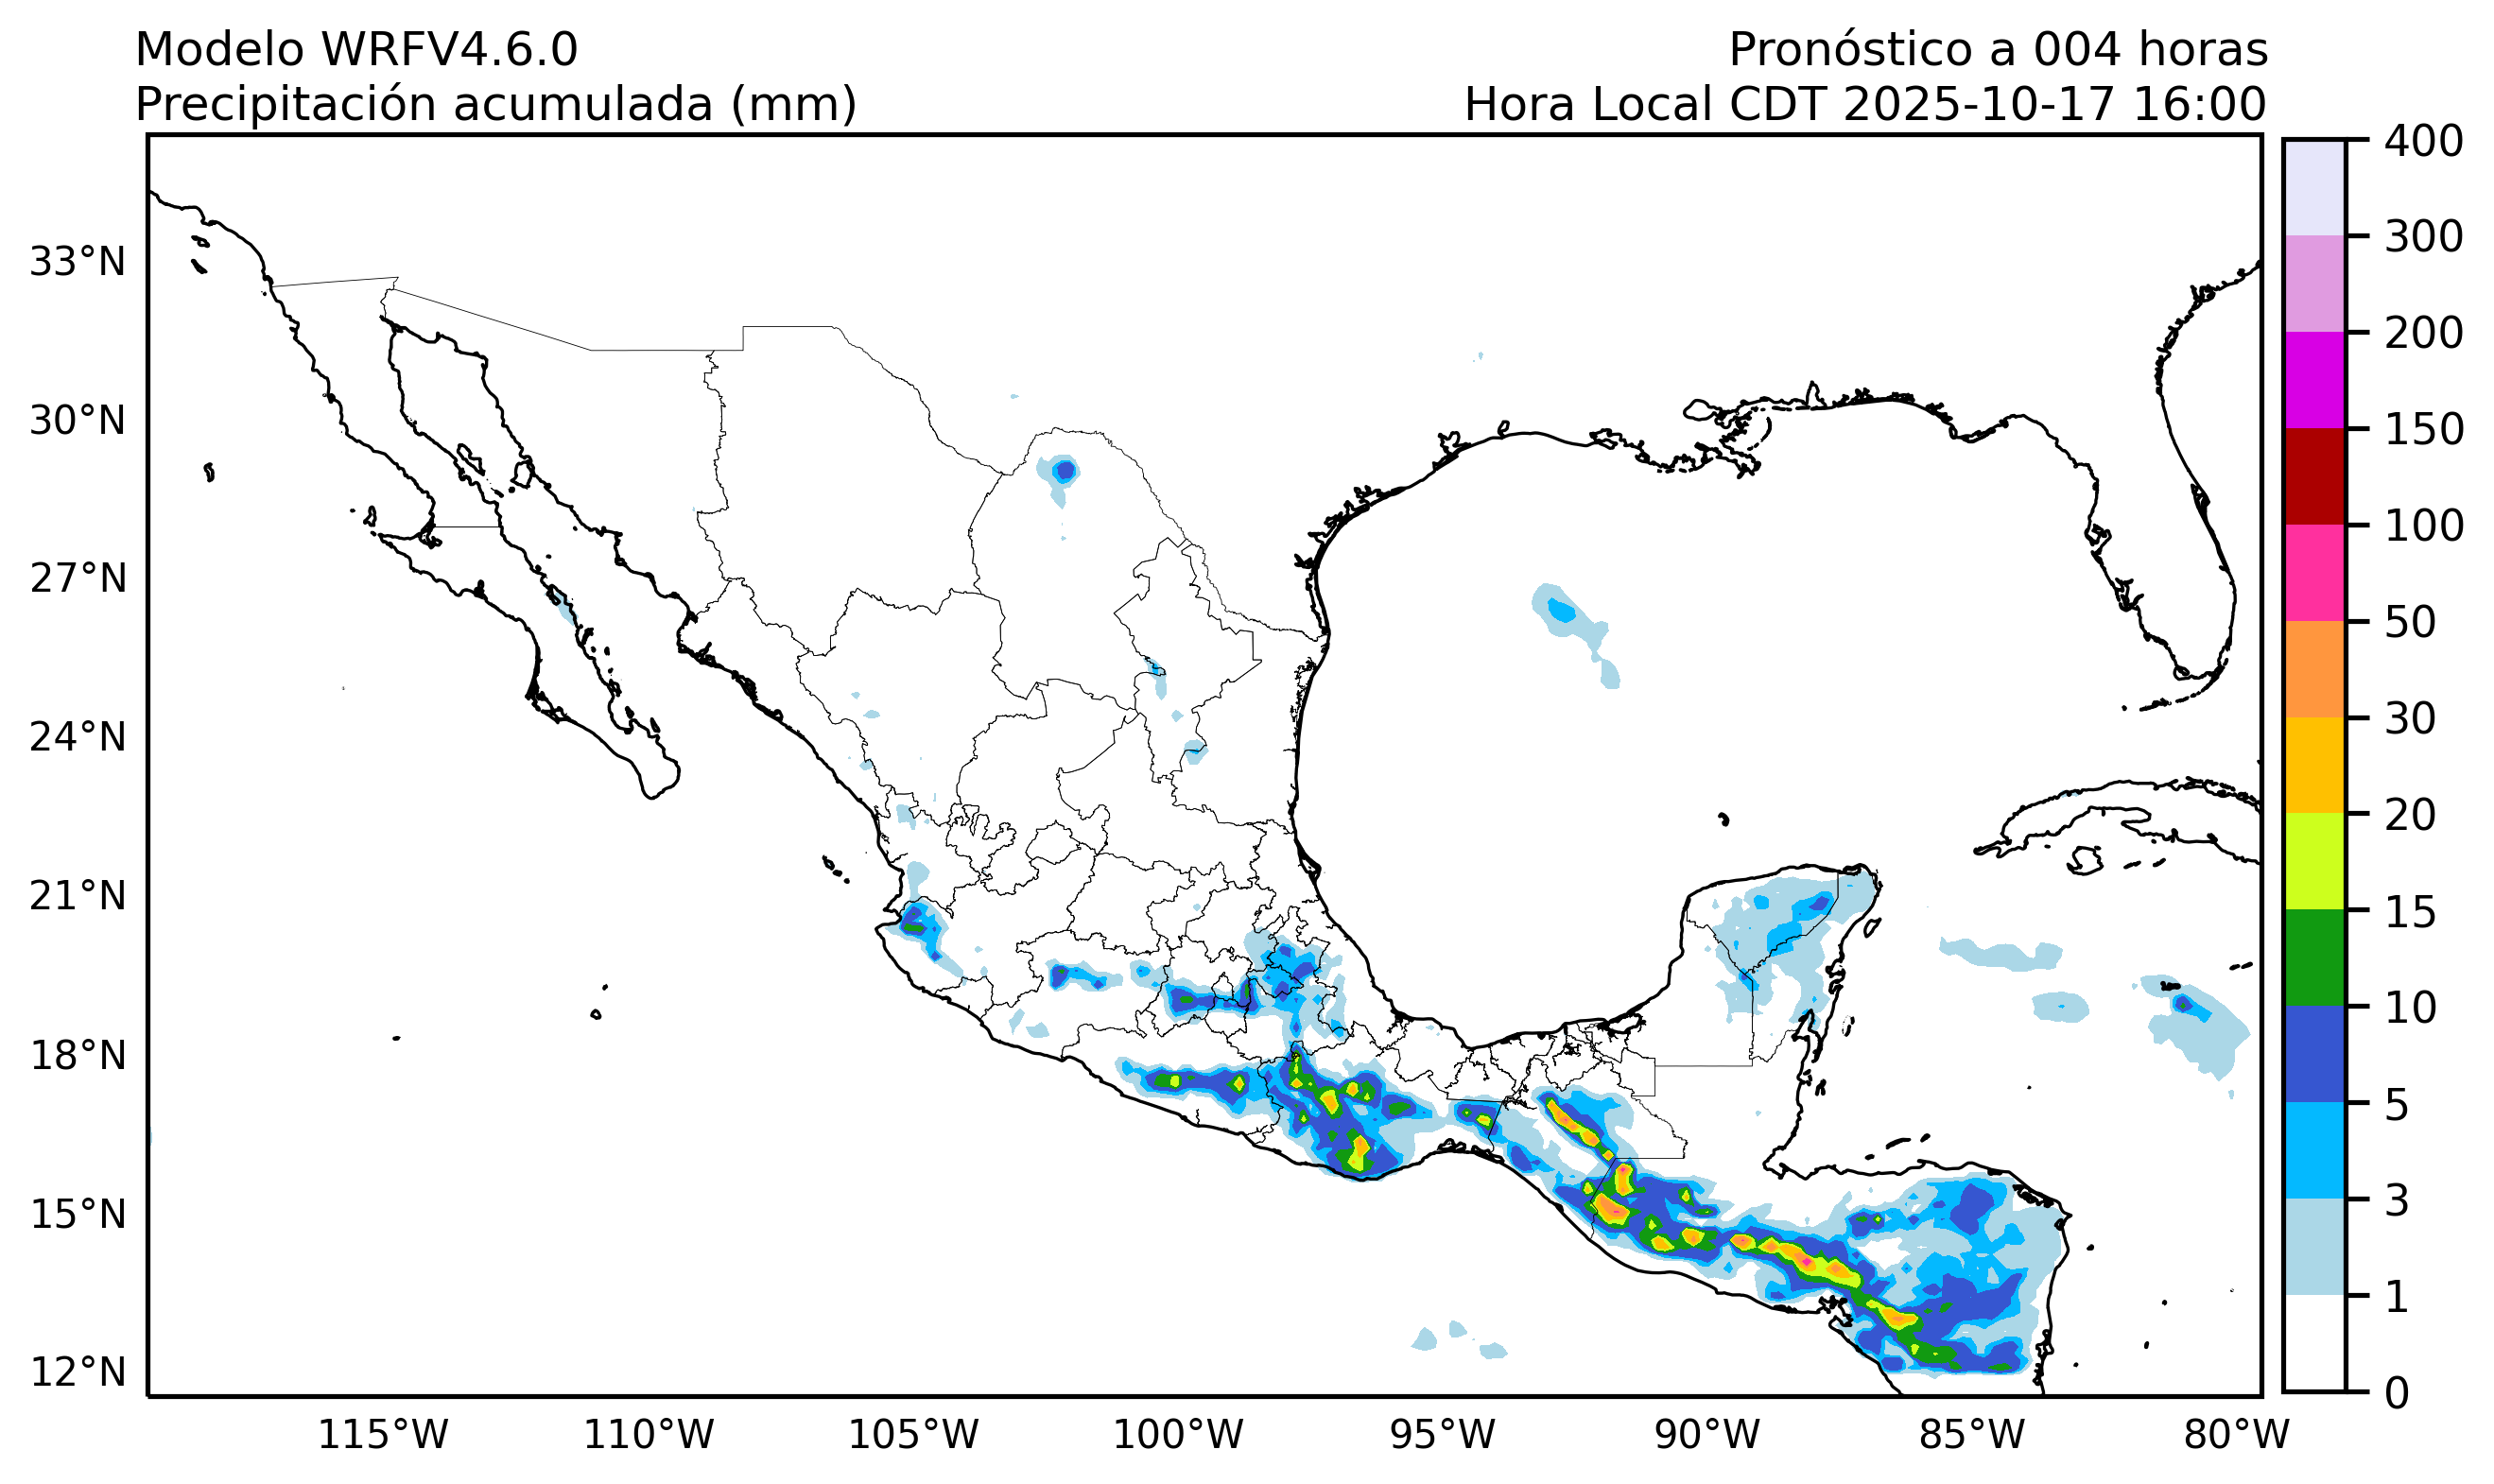 Modelo WRFV4.6.0
Precipitación acumulada (mm)
Pronóstico a 004 horas
Hora Local CDT 2025-10-17 16:00
33°N
30°N
27°N
24°N
21°N
18°N
15°N
12°N
115°W
110°W
105°W
100°W
95°W
90°W
85°W
80°W
400
300
200
150
100
50
30
20
15
10
5
3
1
0